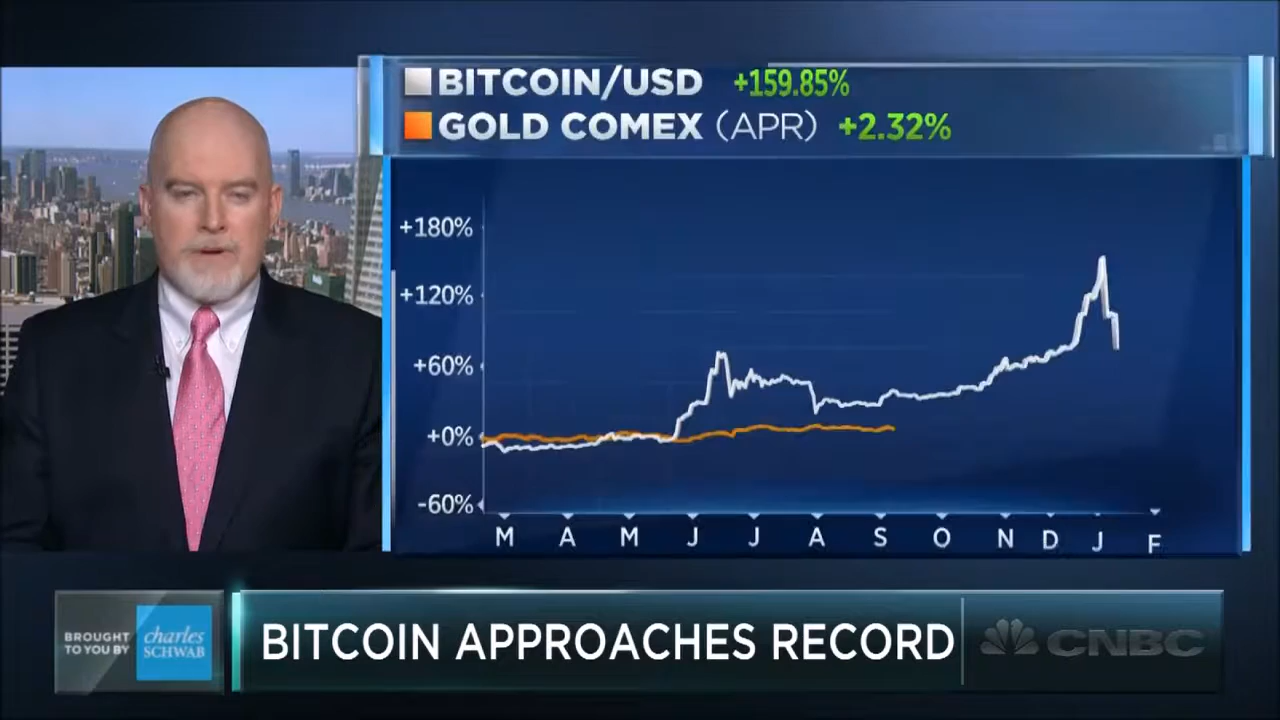 BITCOIN/USD +159.85%
GOLD COMEX (APR) +2.32%
+180%
+120%
+60%
+0%
-60%
M A M J J A S O N D J F
BROUGHT
TO YOU BY
charles
SCHWAB
BITCOIN APPROACHES RECORD
CNBC